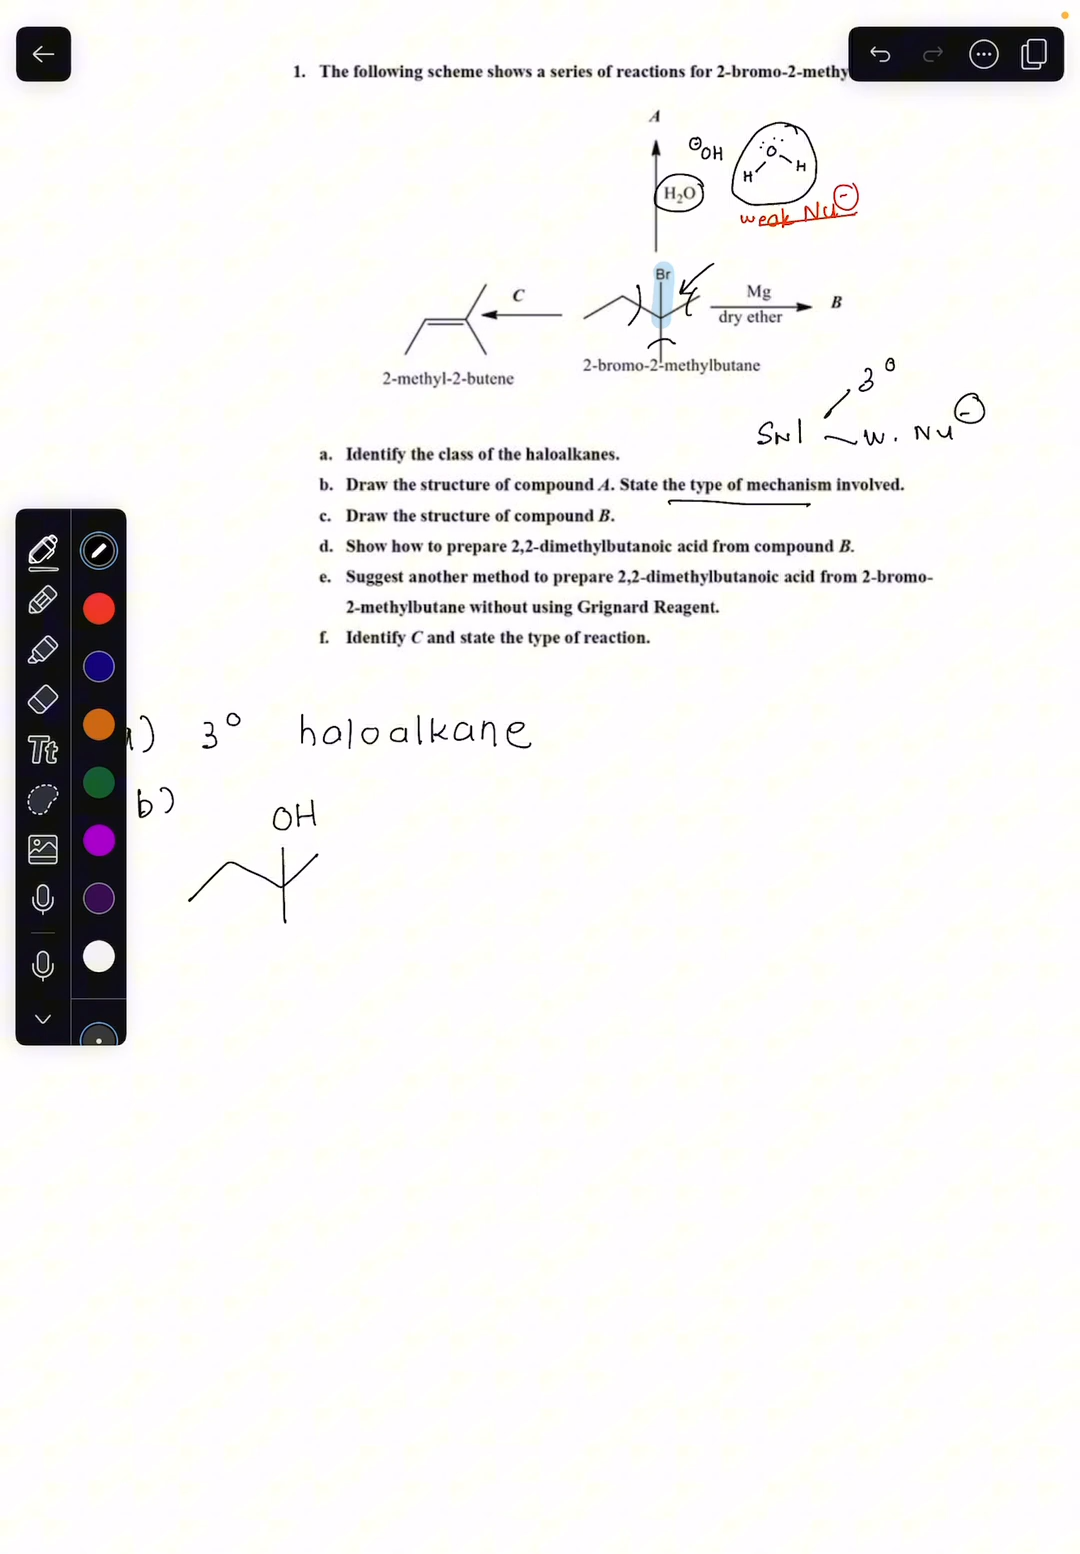 1. The following scheme shows a series of reactions for 2-bromo-2-methy
A
⊖OH
:O:
H H
H₂O
weak Nu⊖
Br
C
Mg
dry ether
B
2-bromo-2-methylbutane
2-methyl-2-butene
3°
SN1
W. Nu⊖
a. Identify the class of the haloalkanes.
b. Draw the structure of compound A. State the type of mechanism involved.
c. Draw the structure of compound B.
d. Show how to prepare 2,2-dimethylbutanoic acid from compound B.
e. Suggest another method to prepare 2,2-dimethylbutanoic acid from 2-bromo-
2-methylbutane without using Grignard Reagent.
f. Identify C and state the type of reaction.
Tt
) 3° haloalkane
b)
OH